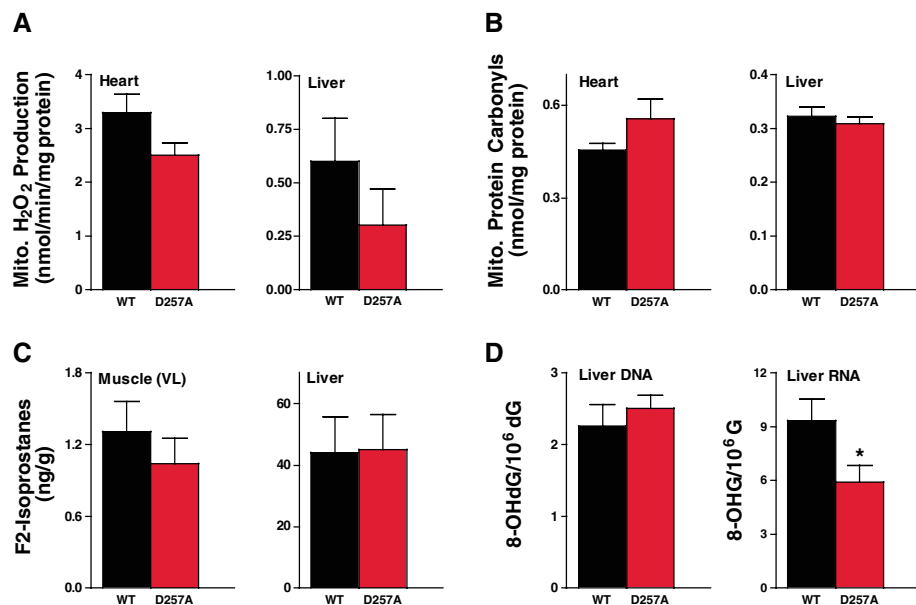 A
Mito. H2O2 Production
(nmol/min/mg protein)
Heart
4
3
2
1
0
WT D257A
Liver
1.00
0.75
0.50
0.25
0.00
WT D257A
B
Mito. Protein Carbonyls
(nmol/mg protein)
Heart
0.6
0.3
0.0
WT D257A
Liver
0.4
0.3
0.2
0.1
0.0
WT D257A
C
F2-Isoprostanes
(ng/g)
Muscle (VL)
1.8
1.2
0.6
0.0
WT D257A
Liver
60
40
20
0
WT D257A
D
8-OHdG/10⁶ dG
Liver DNA
3
2
1
0
WT D257A
8-OHG/10⁶ G
Liver RNA
12
9
6
3
0
*
WT D257A